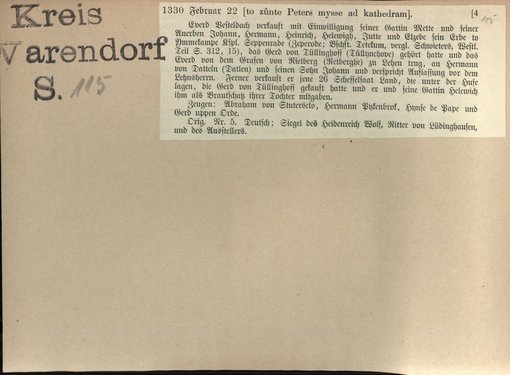 Kreis
Warendorf
S. 115
1330 Februar 22 [to sünte Peters mysse ad kathedram]. [4
115
Everd Vestelbach verkauft mit Einwilligung seiner Gattin Mette und seiner
Anerben Johann, Hermann, Heinrich, Helewigh, Jutte und Elzebe sein Erbe to
Ymmekampe Kspl. Seppenrade (Zeperode; Bschft. Tetekum, vergl. Schwieters, Westl.
Teil S. 312, 15), das Gerd von Tüllinghoff (Tüllynchove) gehört hatte und das
Everd von dem Grafen von Rietberg (Retberghe) zu Lehen trug, an Hermann
von Datteln (Datlen) und seinen Sohn Johann und verspricht Auflassung vor dem
Lehnsherrn. Ferner verkauft er jene 26 Scheffelsaat Land, die unter der Hufe
lagen, die Gerd von Tüllinghoff gekauft hatte und er und seine Gattin Helewich
ihm als Brautschatz ihrer Tochter mitgaben.
Zeugen: Abraham von Stuterselo, Hermann Pykenbrok, Hynse de Pape und
Gerd uppen Orde.
Orig. Nr. 5. Deutsch; Siegel des Heidenreich Wolf, Ritter von Lüdinghausen,
und des Ausstellers.